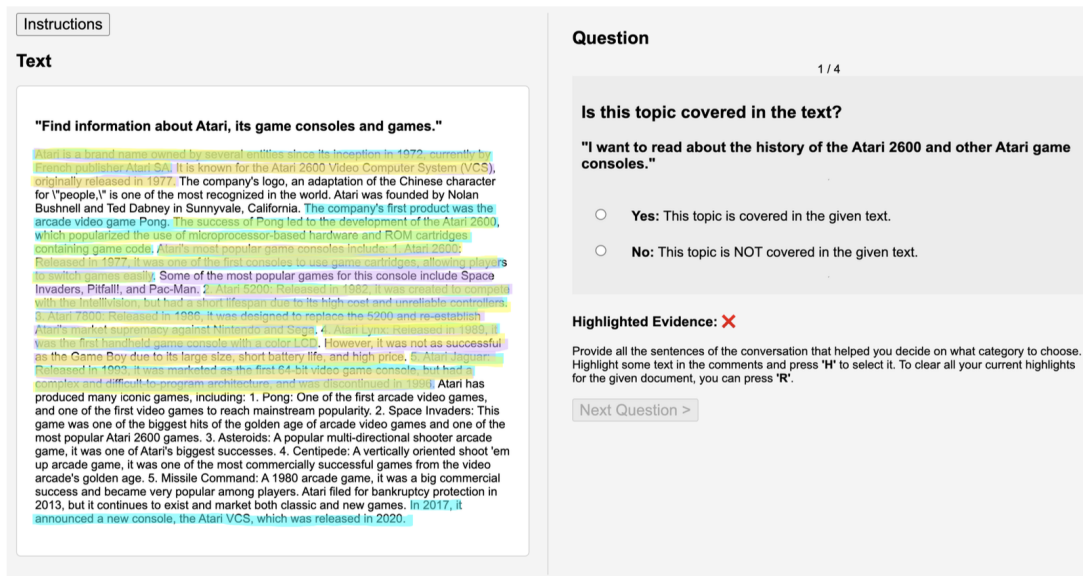 Instructions
Text
"Find information about Atari, its game consoles and games."
Atari is a brand name owned by several entities since its inception in 1972, currently by
French publisher Atari SA. It is known for the Atari 2600 Video Computer System (VCS),
originally released in 1977. The company's logo, an adaptation of the Chinese character
for \"people,\" is one of the most recognized in the world. Atari was founded by Nolan
Bushnell and Ted Dabney in Sunnyvale, California. The company's first product was the
arcade video game Pong. The success of Pong led to the development of the Atari 2600,
which popularized the use of microprocessor-based hardware and ROM cartridges
containing game code. Atari's most popular game consoles include: 1. Atari 2600:
Released in 1977, it was one of the first consoles to use game cartridges, allowing players
to switch games easily. Some of the most popular games for this console include Space
Invaders, Pitfall!, and Pac-Man. 2. Atari 5200: Released in 1982, it was created to compete
with the Intellivision, but had a short lifespan due to its high cost and unreliable controllers.
3. Atari 7800: Released in 1986, it was designed to replace the 5200 and re-establish
Atari's market supremacy against Nintendo and Sega. 4. Atari Lynx: Released in 1989, it
was the first handheld game console with a color LCD. However, it was not as successful
as the Game Boy due to its large size, short battery life, and high price. 5. Atari Jaguar:
Released in 1993, it was marketed as the first 64-bit video game console, but had a
complex and difficult-to-program architecture, and was discontinued in 1996. Atari has
produced many iconic games, including: 1. Pong: One of the first arcade video games,
and one of the first video games to reach mainstream popularity. 2. Space Invaders: This
game was one of the biggest hits of the golden age of arcade video games and one of the
most popular Atari 2600 games. 3. Asteroids: A popular multi-directional shooter arcade
game, it was one of Atari's biggest successes. 4. Centipede: A vertically oriented shoot 'em
up arcade game, it was one of the most commercially successful games from the video
arcade's golden age. 5. Missile Command: A 1980 arcade game, it was a big commercial
success and became very popular among players. Atari filed for bankruptcy protection in
2013, but it continues to exist and market both classic and new games. In 2017, it
announced a new console, the Atari VCS, which was released in 2020.
Question
1 / 4
Is this topic covered in the text?
"I want to read about the history of the Atari 2600 and other Atari game
consoles."
Yes: This topic is covered in the given text.
No: This topic is NOT covered in the given text.
Highlighted Evidence: ❌
Provide all the sentences of the conversation that helped you decide on what category to choose.
Highlight some text in the comments and press 'H' to select it. To clear all your current highlights
for the given document, you can press 'R'.
Next Question >